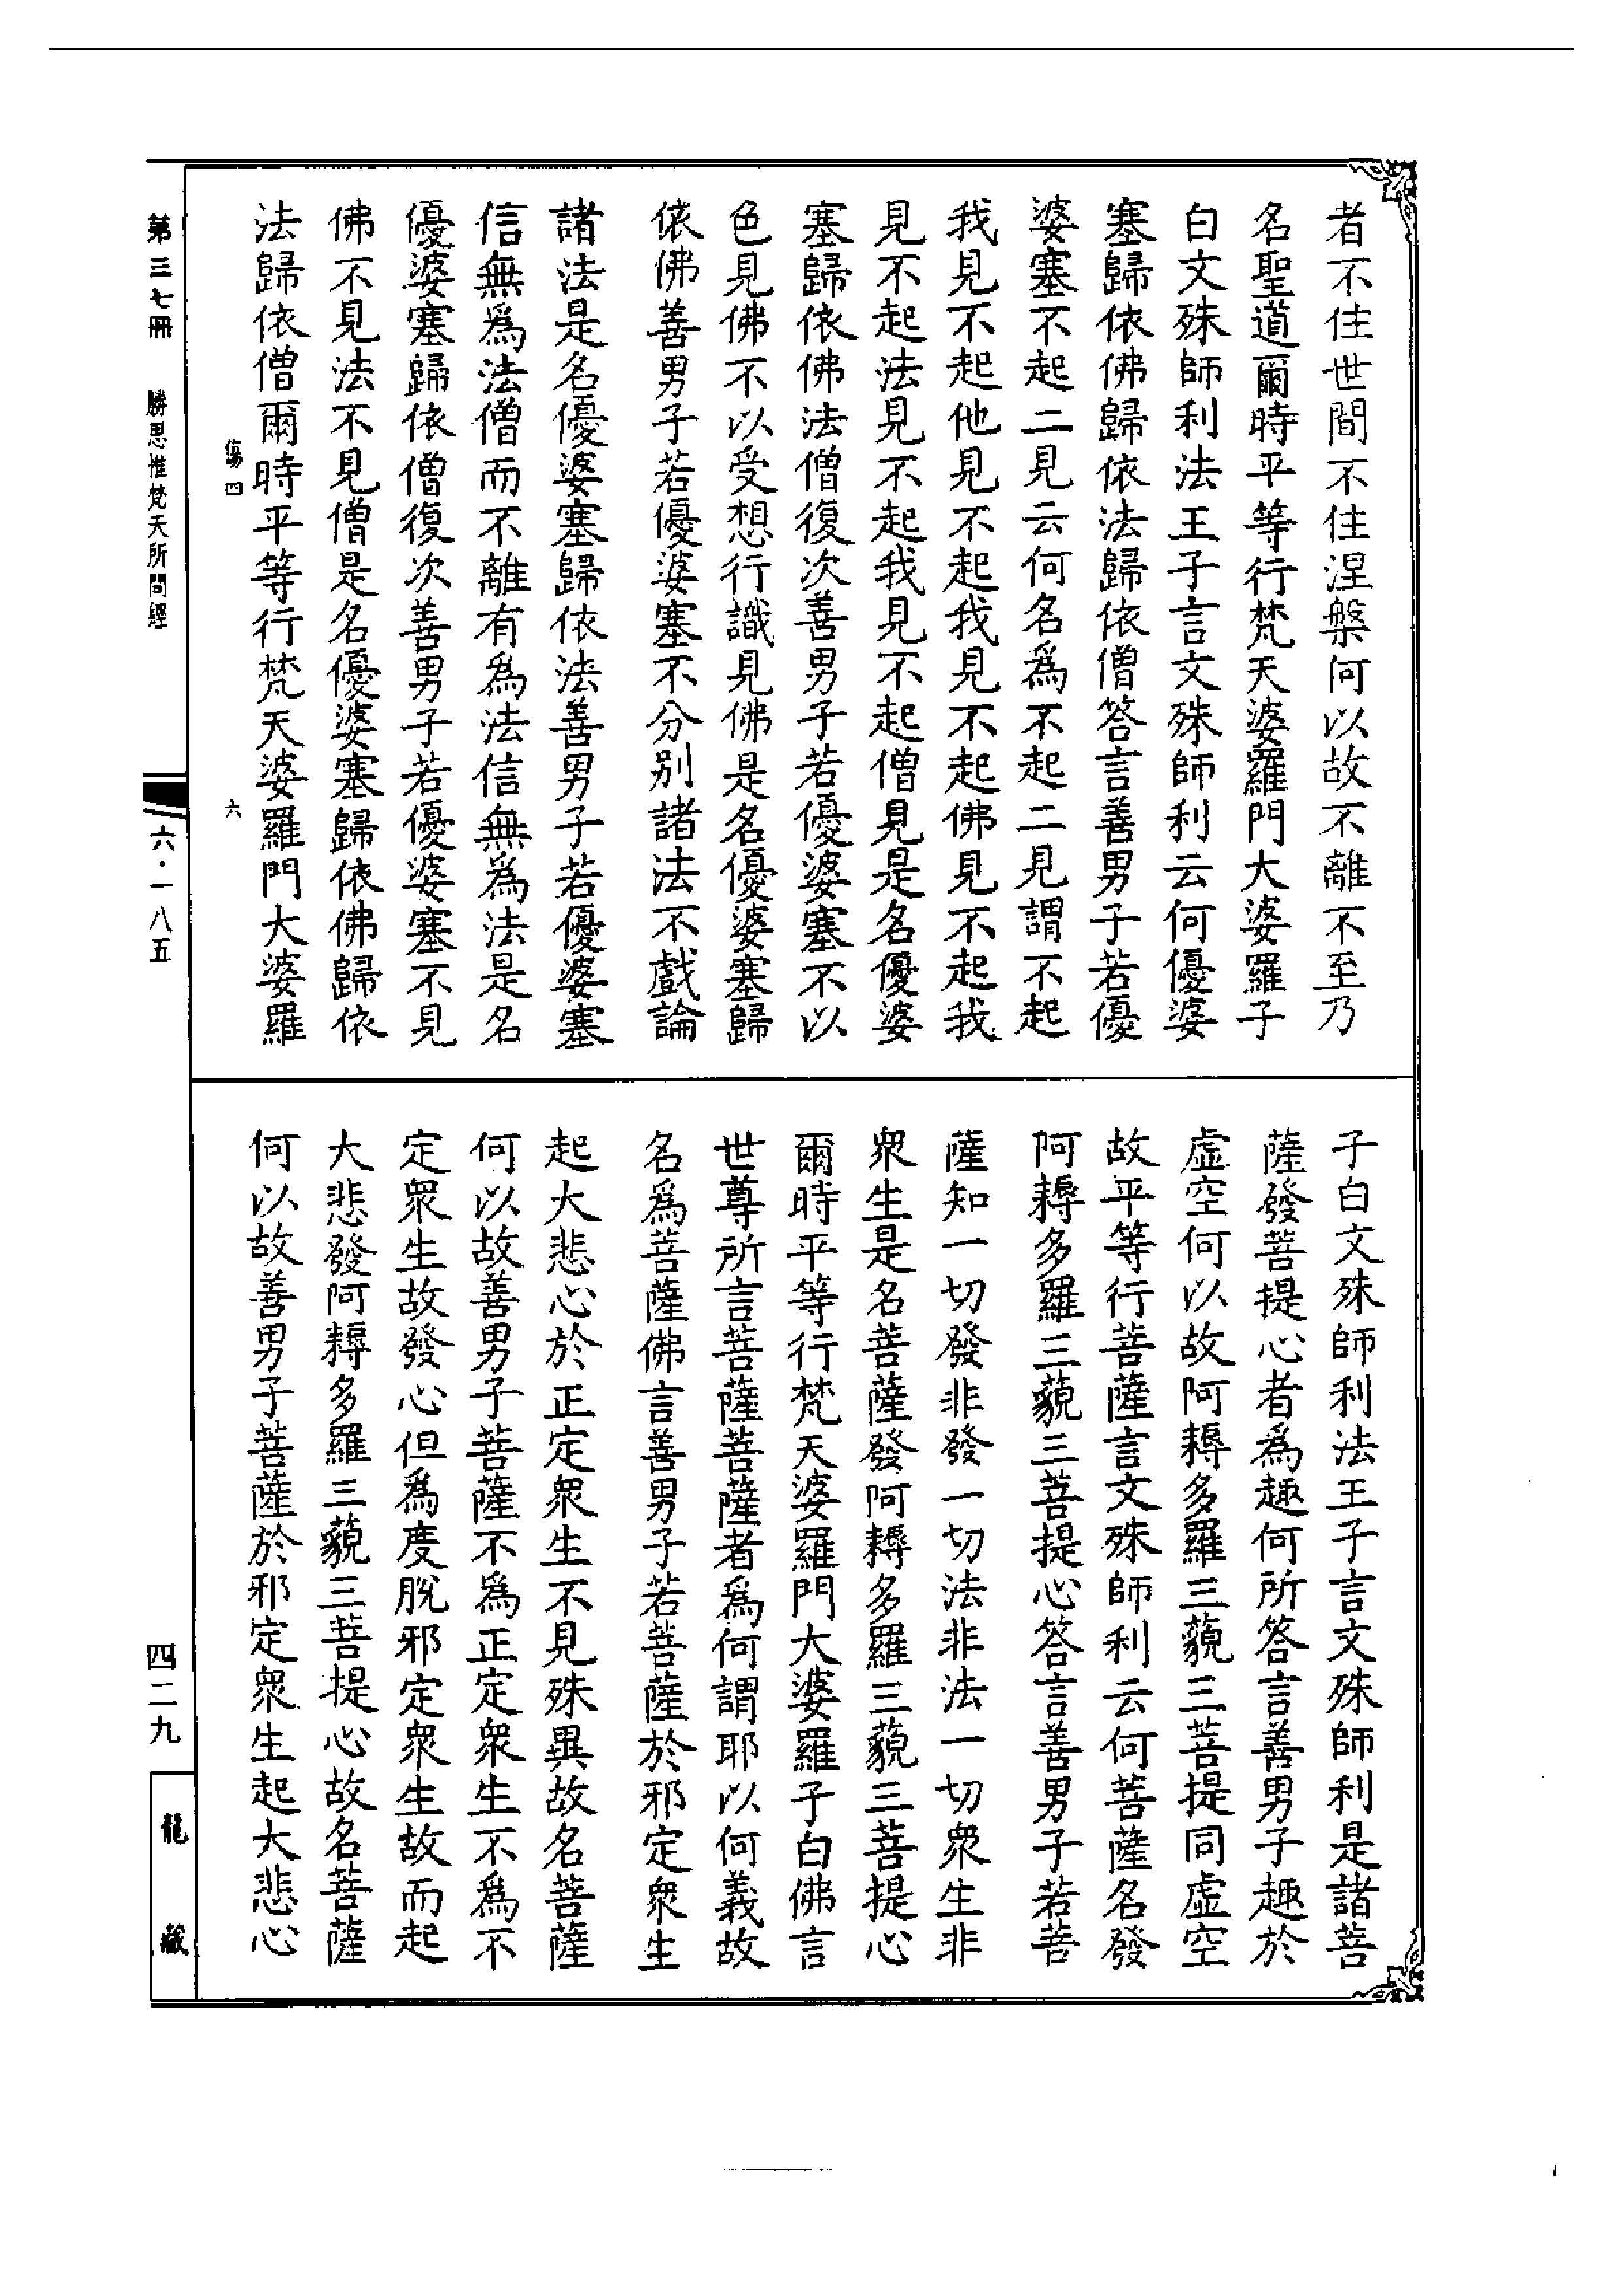 者不住世間不住涅槃何以故不離不至乃
名聖道爾時平等行梵天婆羅門大婆羅子
白文殊師利法王子言文殊師利云何優婆
塞歸依佛歸依法歸依僧答言善男子若優
婆塞不起二見云何名為不起二見謂不起
我見不起他見不起我見不起佛見不起我
見不起法見不起我見不起僧見是名優婆
塞歸依佛法僧復次善男子若優婆塞不以
色見佛不以受想行識見佛是名優婆塞歸
依佛善男子若優婆塞不分別諸法不戲論
諸法是名優婆塞歸依法善男子若優婆塞
信無為法僧而不離有為法信無為法是名
優婆塞歸依僧復次善男子若優婆塞不見
佛不見法不見僧是名優婆塞歸依佛歸依
法歸依僧爾時平等行梵天婆羅門大婆羅
傷四 六
子白文殊師利法王子言文殊師利是諸菩
薩發菩提心者為趣何所答言善男子趣於
虛空何以故阿耨多羅三藐三菩提同虛空
故平等行菩薩言文殊師利云何菩薩名發
阿耨多羅三藐三菩提心答言善男子若菩
薩知一切發非發一切法非法一切眾生非
眾生是名菩薩發阿耨多羅三藐三菩提心
爾時平等行梵天婆羅門大婆羅子白佛言
世尊所言菩薩菩薩者為何謂耶以何義故
名為菩薩佛言善男子若菩薩於邪定眾生
起大悲心於正定眾生不見殊異故名菩薩
何以故善男子菩薩不為正定眾生不為不
定眾生故發心但為度脫邪定眾生故而起
大悲發阿耨多羅三藐三菩提心故名菩薩
何以故善男子菩薩於邪定眾生起大悲心
第三七冊 勝思惟梵天所問經
六·一八五
四二九
龍藏